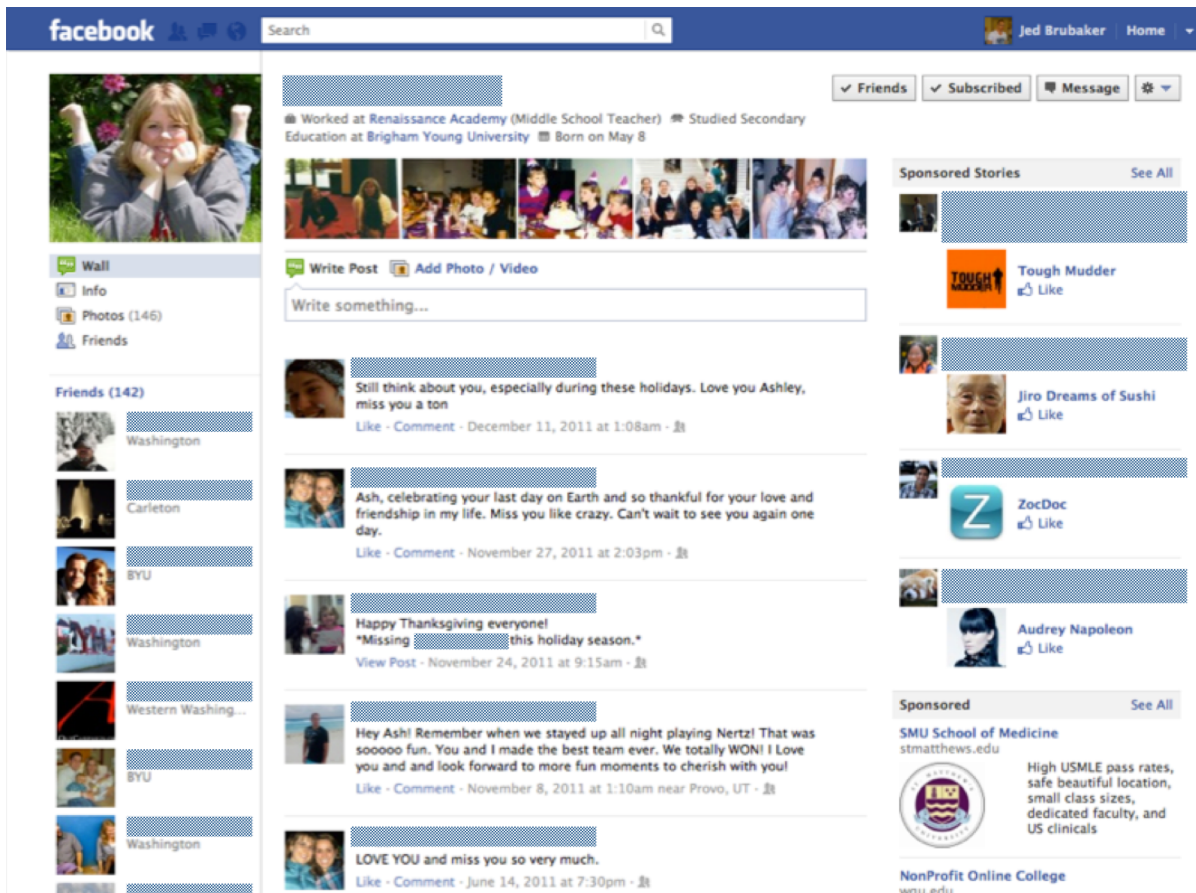 facebook
Search
Jed Brubaker
Home
Friends
Subscribed
Message
Worked at Renaissance Academy (Middle School Teacher) Studied Secondary
Education at Brigham Young University Born on May 8
Wall
Info
Photos (146)
Friends
Friends (142)
Washington
Carleton
BYU
Washington
Western Washing...
BYU
Washington
Write Post Add Photo / Video
Write something...
Still think about you, especially during these holidays. Love you Ashley,
miss you a ton
Like · Comment · December 11, 2011 at 1:08am ·
Ash, celebrating your last day on Earth and so thankful for your love and
friendship in my life. Miss you like crazy. Can't wait to see you again one
day.
Like · Comment · November 27, 2011 at 2:03pm ·
Happy Thanksgiving everyone!
*Missing this holiday season.*
View Post · November 24, 2011 at 9:15am ·
Hey Ash! Remember when we stayed up all night playing Nertz! That was
sooooo fun. You and I made the best team ever. We totally WON! I Love
you and and look forward to more fun moments to cherish with you!
Like · Comment · November 8, 2011 at 1:10am near Provo, UT ·
LOVE YOU and miss you so very much.
Like · Comment · June 14, 2011 at 7:30pm ·
Sponsored Stories See All
TOUGH
MUDDER
Tough Mudder
Like
Jiro Dreams of Sushi
Like
Z
ZocDoc
Like
Audrey Napoleon
Like
Sponsored See All
SMU School of Medicine
stmatthews.edu
High USMLE pass rates,
safe beautiful location,
small class sizes,
dedicated faculty, and
US clinicals
NonProfit Online College
wgu.edu